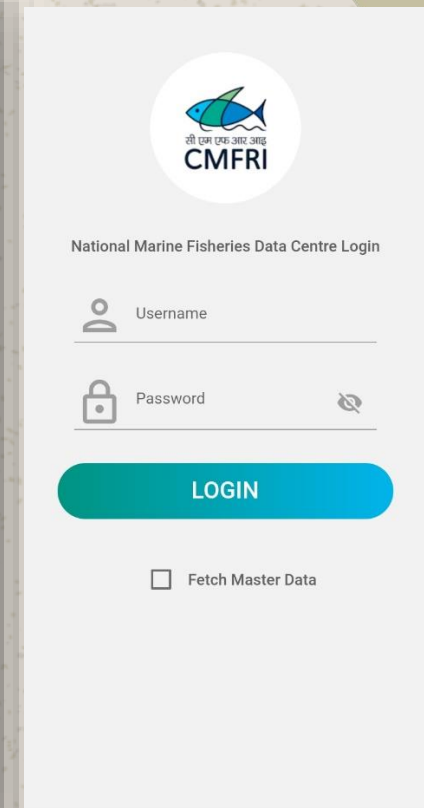 सी एम एफ आर आइ
CMFRI
National Marine Fisheries Data Centre Login
Username
Password
LOGIN
Fetch Master Data